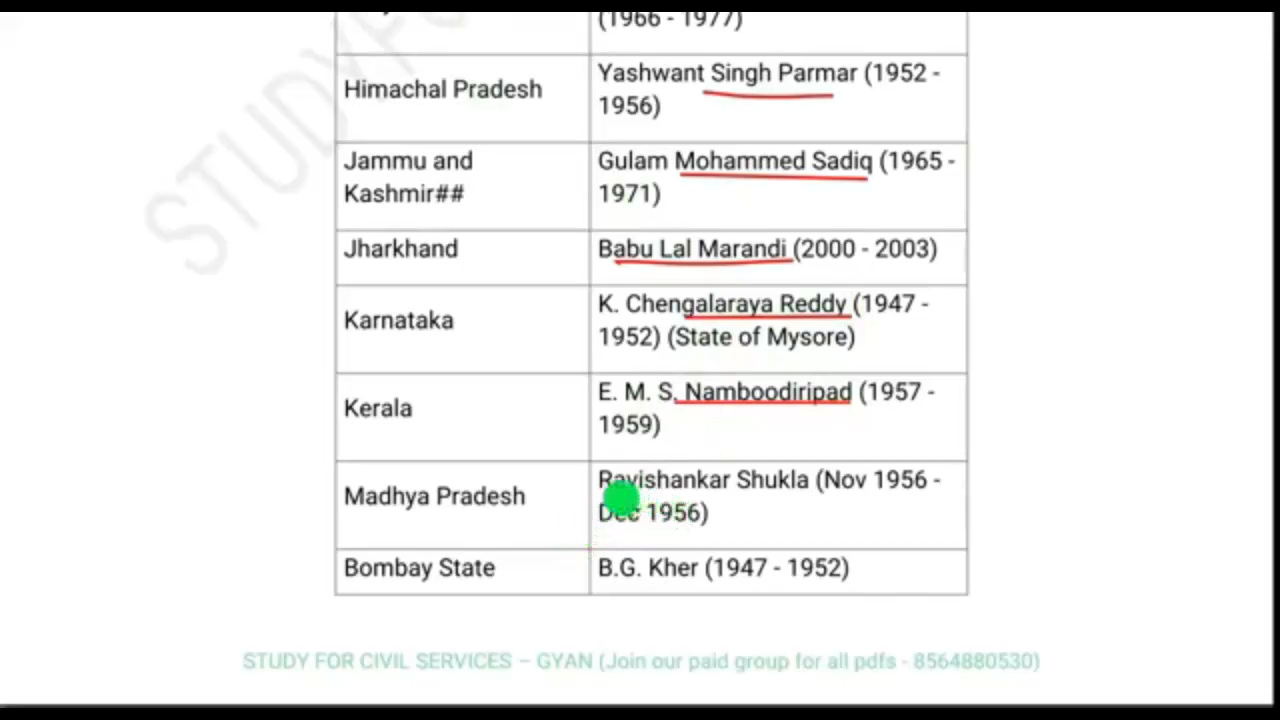 (1966 - 1977)
Himachal Pradesh
Yashwant Singh Parmar (1952 -
1956)
Jammu and
Kashmir##
Gulam Mohammed Sadiq (1965 -
1971)
Jharkhand
Babu Lal Marandi (2000 - 2003)
Karnataka
K. Chengalaraya Reddy (1947 -
1952) (State of Mysore)
Kerala
E. M. S. Namboodiripad (1957 -
1959)
Madhya Pradesh
Ravishankar Shukla (Nov 1956 -
Dec 1956)
Bombay State
B.G. Kher (1947 - 1952)
STUDY FOR CIVIL SERVICES – GYAN (Join our paid group for all pdfs - 8564880530)